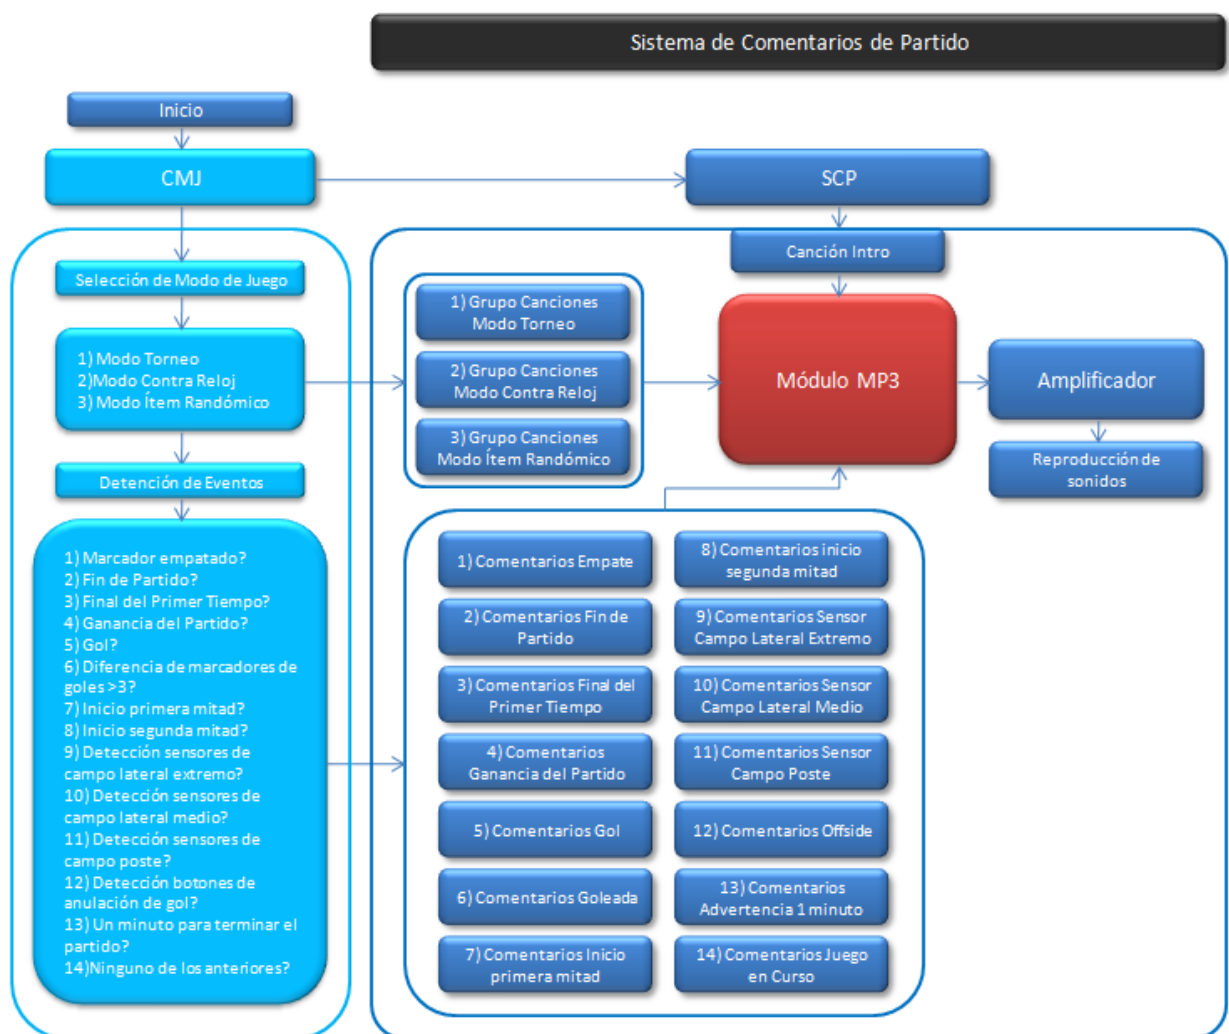 Sistema de Comentarios de Partido
Inicio
CMJ
SCP
Selección de Modo de Juego
1) Modo Torneo
2)Modo Contra Reloj
3) Modo Ítem Randómico
Detención de Eventos
1) Marcador empatado?
2) Fin de Partido?
3) Final del Primer Tiempo?
4) Ganancia del Partido?
5) Gol?
6) Diferencia de marcadores de
goles >3?
7) Inicio primera mitad?
8) Inicio segunda mitad?
9) Detección sensores de
campo lateral extremo?
10) Detección sensores de
campo lateral medio?
11) Detección sensores de
campo poste?
12) Detección botones de
anulación de gol?
13) Un minuto para terminar el
partido?
14)Ninguno de los anteriores?
Canción Intro
1) Grupo Canciones
Modo Torneo
2) Grupo Canciones
Modo Contra Reloj
3) Grupo Canciones
Modo Ítem Randómico
Módulo MP3
Amplificador
Reproducción de
sonidos
1) Comentarios Empate
2) Comentarios Fin de
Partido
3) Comentarios Final del
Primer Tiempo
4) Comentarios
Ganancia del Partido
5) Comentarios Gol
6) Comentarios Goleada
7) Comentarios Inicio
primera mitad
8) Comentarios inicio
segunda mitad
9) Comentarios Sensor
Campo Lateral Extremo
10) Comentarios Sensor
Campo Lateral Medio
11) Comentarios Sensor
Campo Poste
12) Comentarios Offside
13) Comentarios
Advertencia 1 minuto
14) Comentarios Juego
en Curso